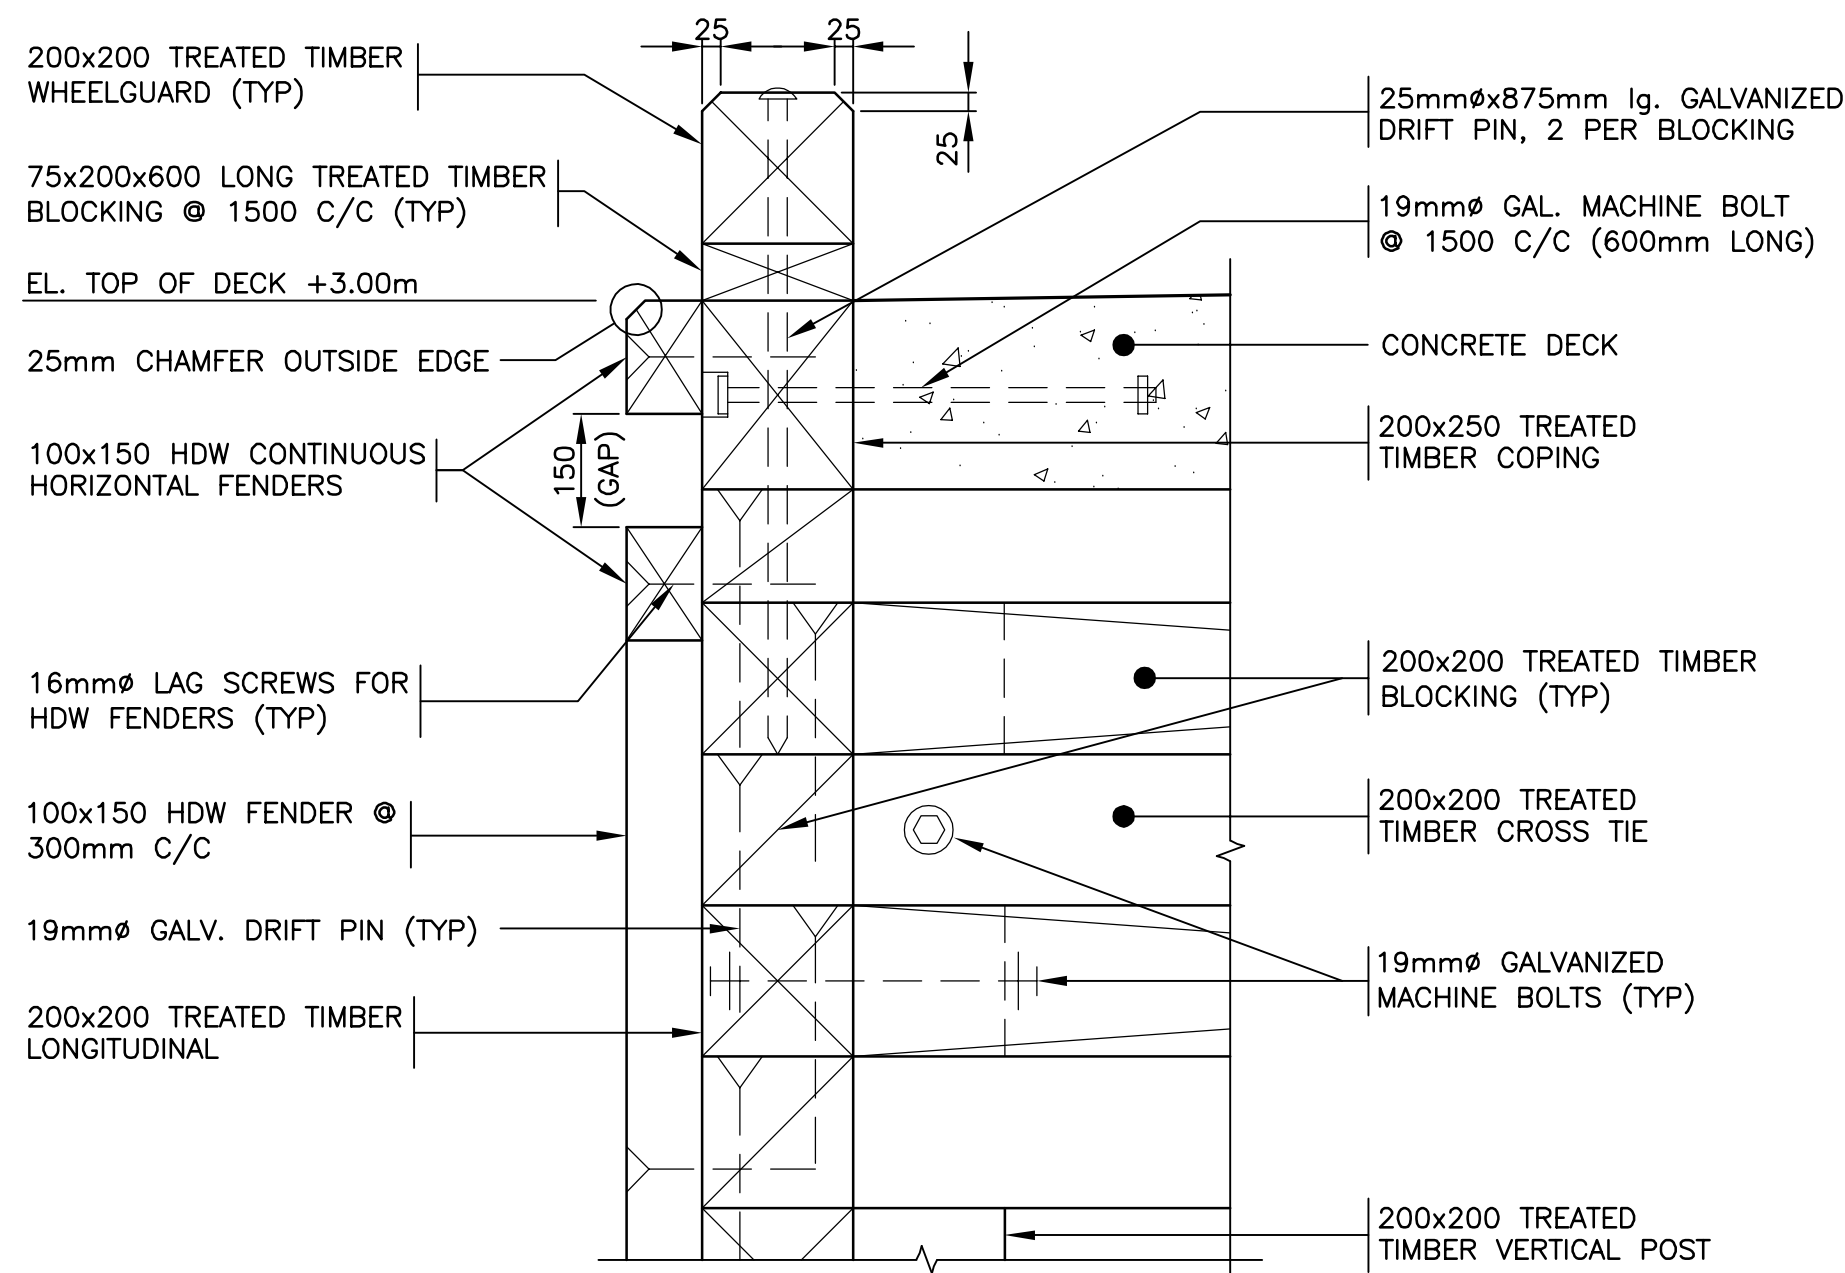 25
25
25
200x200 TREATED TIMBER
WHEELGUARD (TYP)
75x200x600 LONG TREATED TIMBER
BLOCKING @ 1500 C/C (TYP)
EL. TOP OF DECK +3.00m
25mm CHAMFER OUTSIDE EDGE
100x150 HDW CONTINUOUS
HORIZONTAL FENDERS
150
(GAP)
16mmø LAG SCREWS FOR
HDW FENDERS (TYP)
100x150 HDW FENDER @
300mm C/C
19mmø GALV. DRIFT PIN (TYP)
200x200 TREATED TIMBER
LONGITUDINAL
25mmøx875mm lg. GALVANIZED
DRIFT PIN, 2 PER BLOCKING
19mmø GAL. MACHINE BOLT
@ 1500 C/C (600mm LONG)
CONCRETE DECK
200x250 TREATED
TIMBER COPING
200x200 TREATED TIMBER
BLOCKING (TYP)
200x200 TREATED
TIMBER CROSS TIE
19mmø GALVANIZED
MACHINE BOLTS (TYP)
200x200 TREATED
TIMBER VERTICAL POST